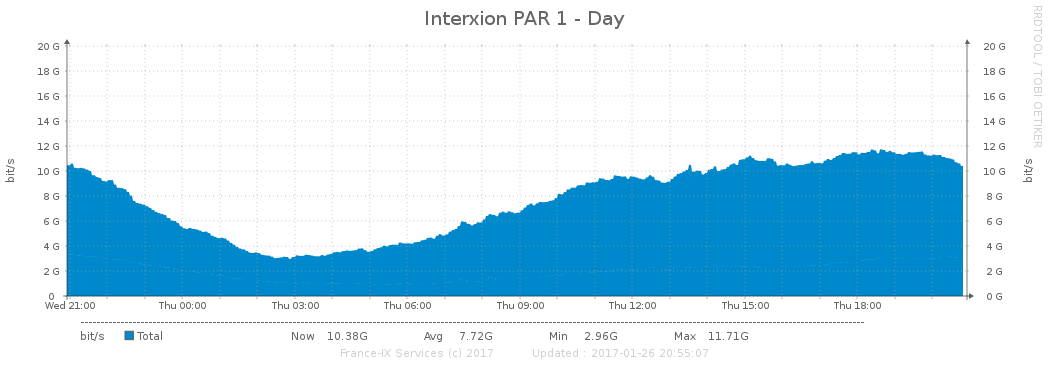 Interxion PAR 1 - Day
RRDTOOL / TOBI OETIKER
20 G 20 G
18 G 18 G
16 G 16 G
14 G 14 G
12 G 12 G
10 G 10 G
8 G 8 G
6 G 6 G
4 G 4 G
2 G 2 G
0 0 G
bit/s
bit/s
Wed 21:00 Thu 00:00 Thu 03:00 Thu 06:00 Thu 09:00 Thu 12:00 Thu 15:00 Thu 18:00
bit/s Total Now 10.38G Avg 7.72G Min 2.96G Max 11.71G
France-IX Services (c) 2017 Updated : 2017-01-26 20:55:07